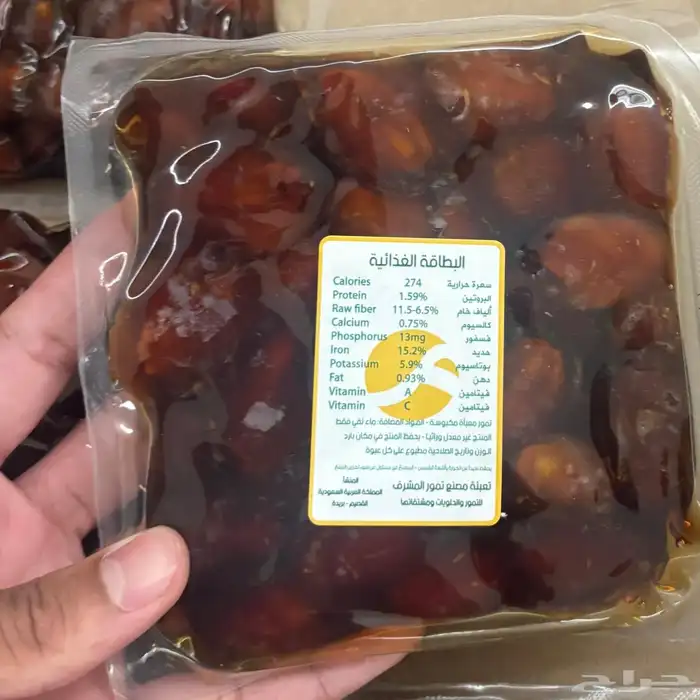 البطاقة الغذائية
Calories 274 سعرة حرارية
Protein 1.59% البروتين
Raw fiber 11.5-6.5% ألياف خام
Calcium 0.75% كالسيوم
Phosphorus 13mg فسفور
Iron 15.2% حديد
Potassium 5.9% بوتاسيوم
Fat 0.93% دهن
Vitamin A فيتامين
Vitamin C فيتامين
تمور معبأة مكبوسة - المواد المضافة: ماء نقي فقط
المنتج غير معدل وراثيا - يحفظ المنتج في مكان بارد
الوزن وتاريخ الصلاحية مطبوع على كل عبوة
تعبئة مصنع تمور المشرف
للتمور والحلويات ومشتقاتها
المنشأ
المملكة العربية السعودية
القصيم - بريدة
حراج